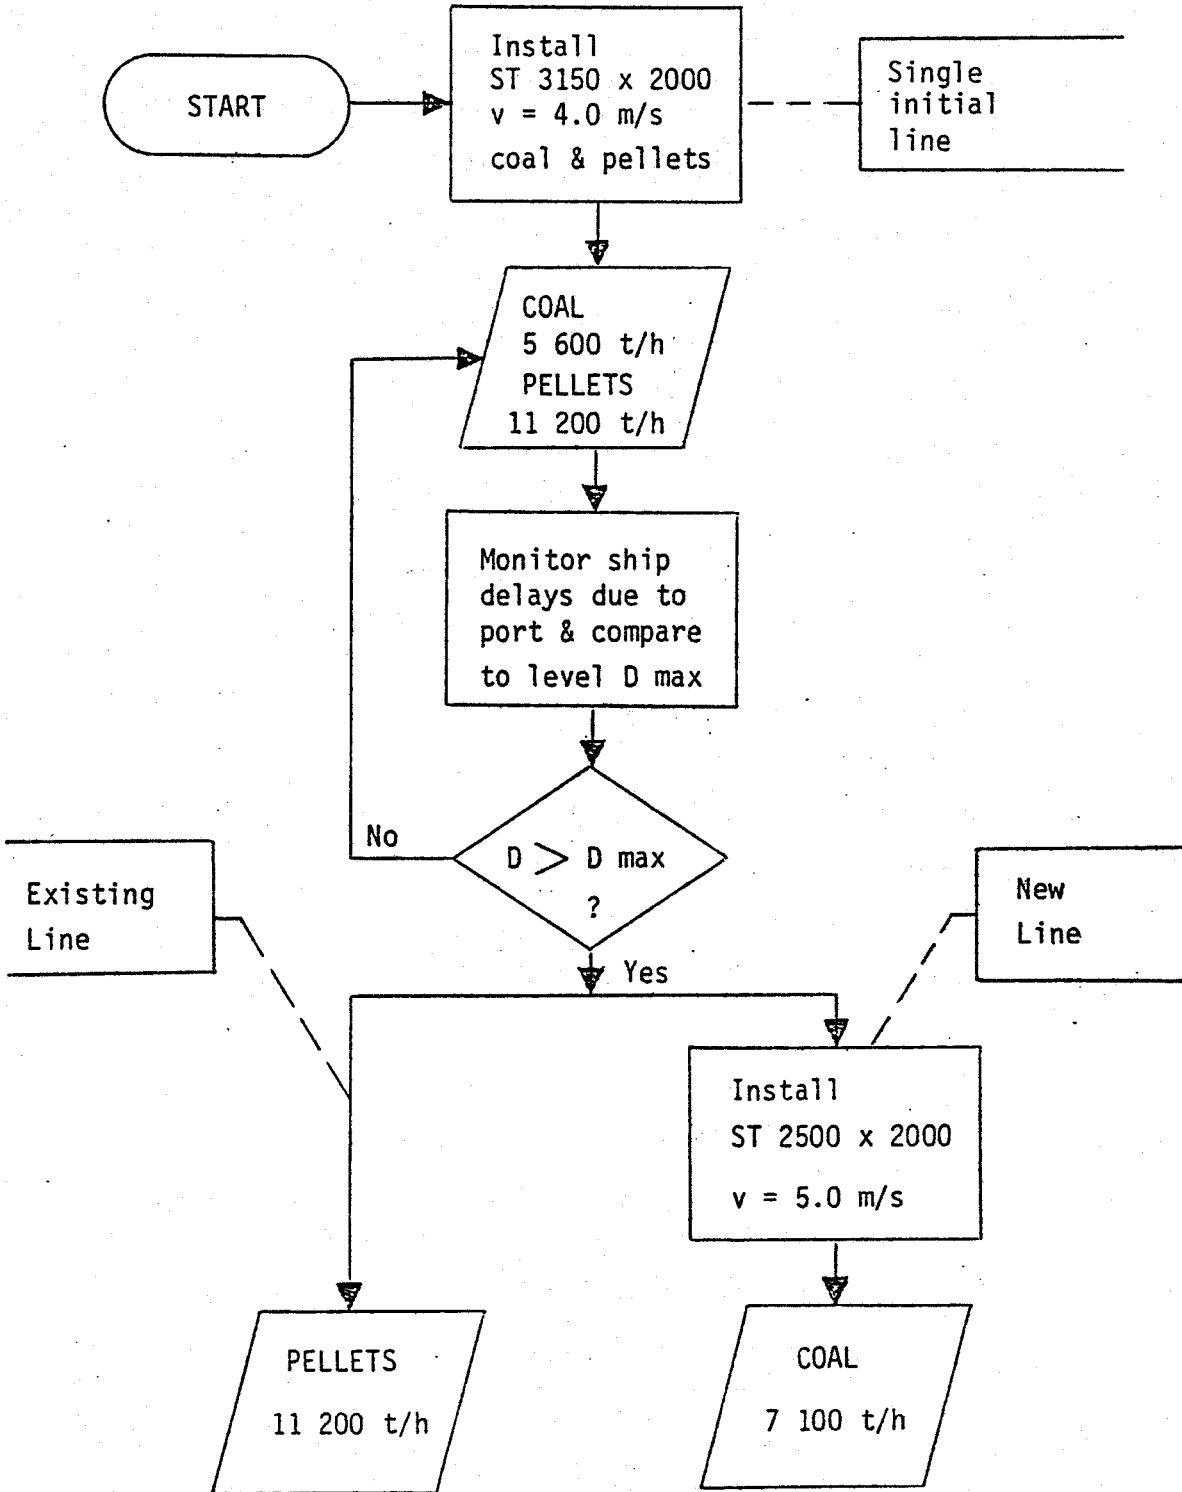 START
Install
ST 3150 x 2000
v = 4.0 m/s
coal & pellets
Single
initial
line
COAL
5 600 t/h
PELLETS
11 200 t/h
Monitor ship
delays due to
port & compare
to level D max
No
D > D max
?
Yes
Existing
Line
New
Line
Install
ST 2500 x 2000
v = 5.0 m/s
PELLETS
11 200 t/h
COAL
7 100 t/h